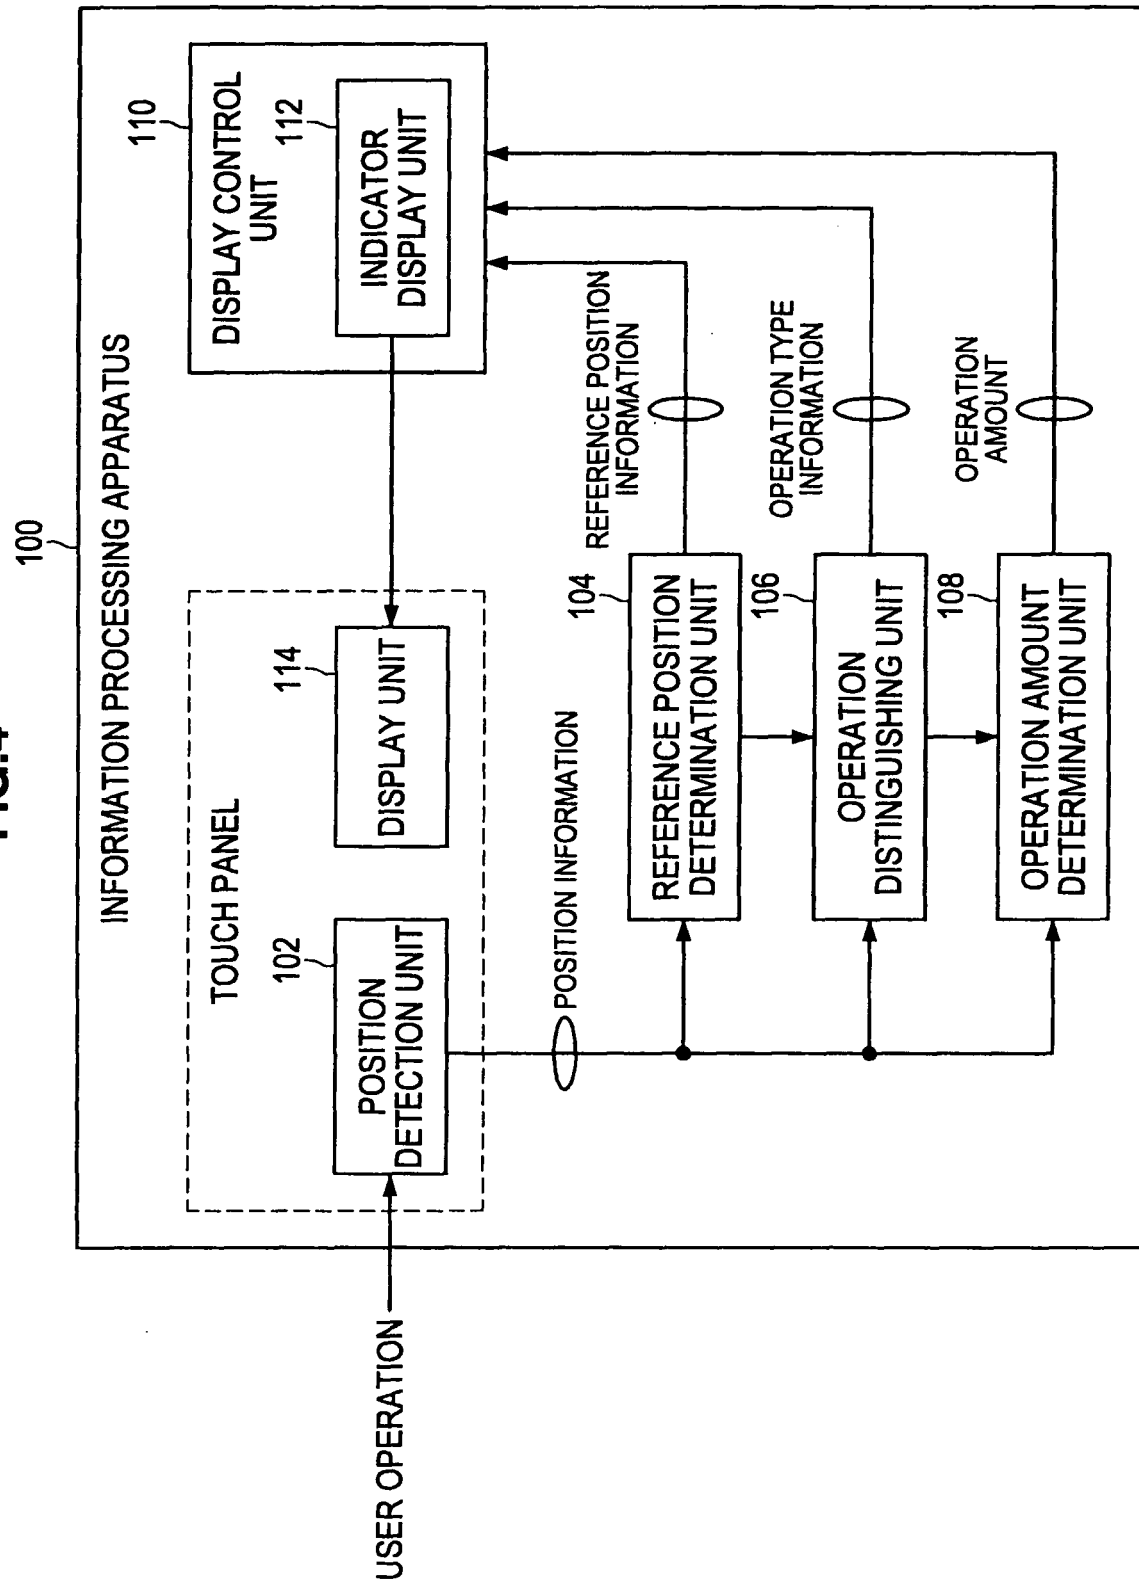 FIG.4
100
INFORMATION PROCESSING APPARATUS
TOUCH PANEL
102
POSITION
DETECTION UNIT
114
DISPLAY UNIT
110
DISPLAY CONTROL
UNIT
112
INDICATOR
DISPLAY UNIT
USER OPERATION
POSITION INFORMATION
104
REFERENCE POSITION
DETERMINATION UNIT
REFERENCE POSITION
INFORMATION
106
OPERATION
DISTINGUISHING UNIT
OPERATION TYPE
INFORMATION
108
OPERATION AMOUNT
DETERMINATION UNIT
OPERATION
AMOUNT